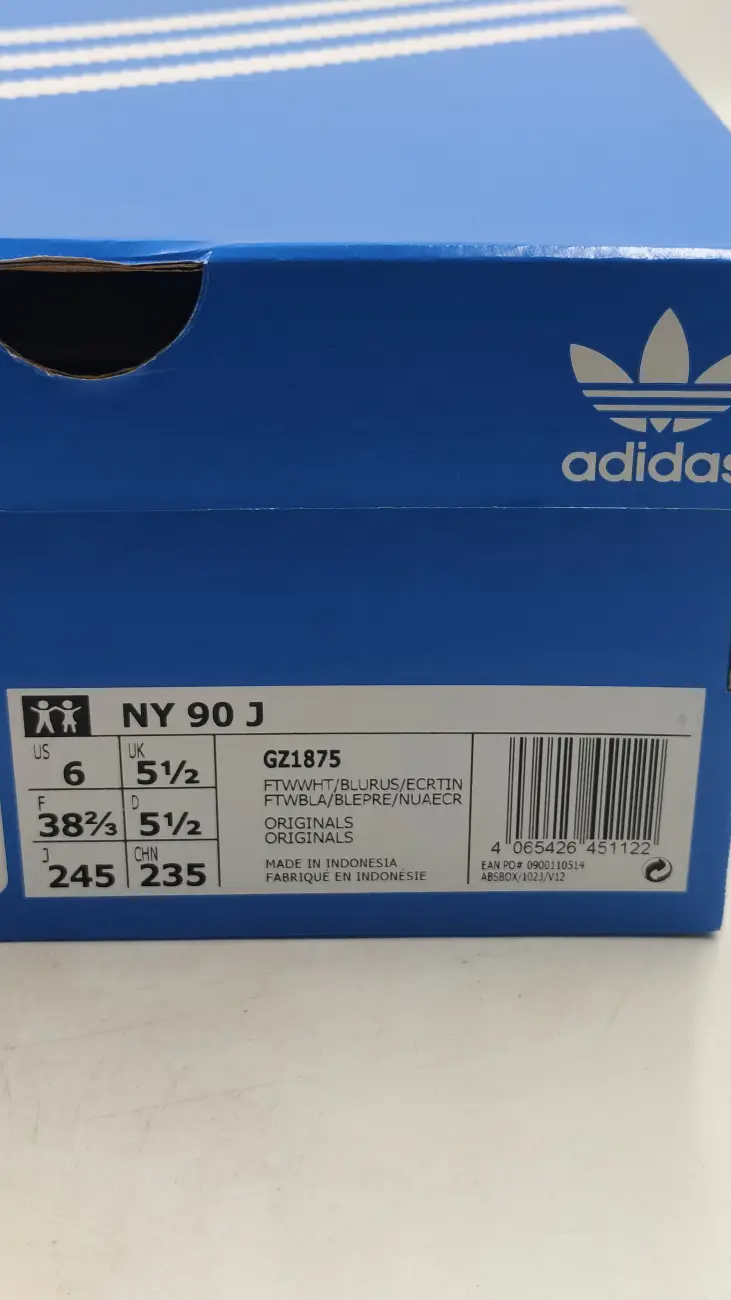 adidas
NY 90 J
US
6
UK
5½
F
38⅔
D
5½
J
245
CHN
235
GZ1875
FTWWHT/BLURUS/ECRTIN
FTWBLA/BLEPRE/NUAECR
ORIGINALS
ORIGINALS
MADE IN INDONESIA
FABRIQUÉ EN INDONÉSIE
4 065426 451122
EAN PO# 0900110514
ABSBOX/1023/V12